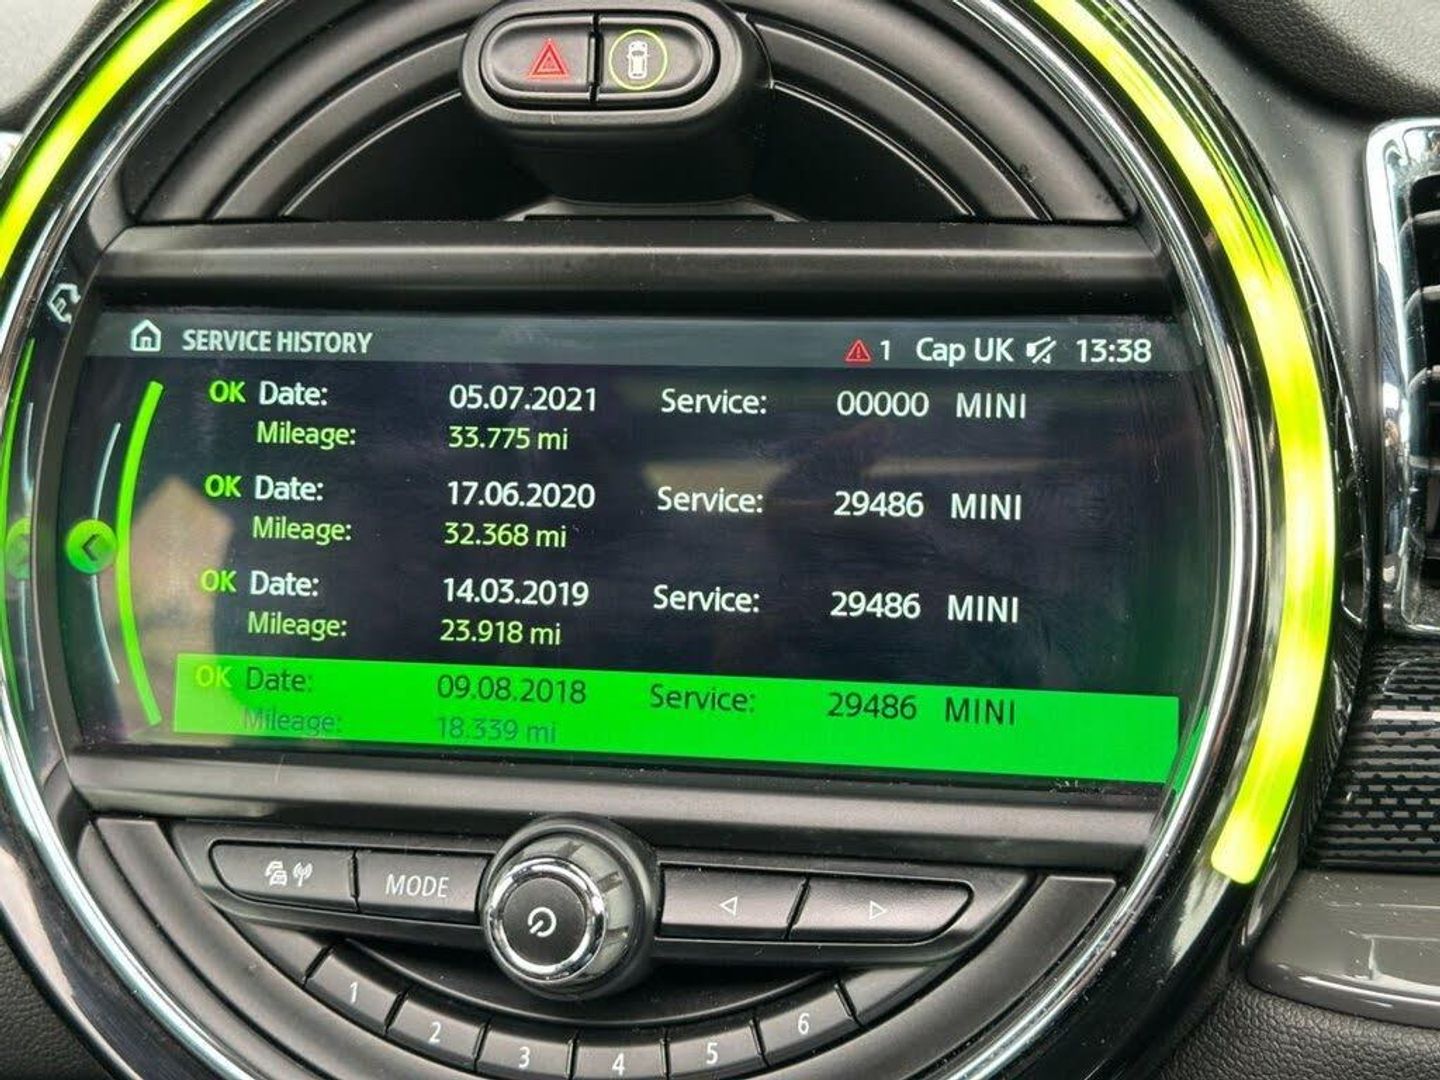 SERVICE HISTORY 1 Cap UK 13:38
OK Date: 05.07.2021 Service: 00000 MINI
Mileage: 33.775 mi
OK Date: 17.06.2020 Service: 29486 MINI
Mileage: 32.368 mi
OK Date: 14.03.2019 Service: 29486 MINI
Mileage: 23.918 mi
OK Date: 09.08.2018 Service: 29486 MINI
Mileage: 18.339 mi
MODE
1 2 3 4 5 6